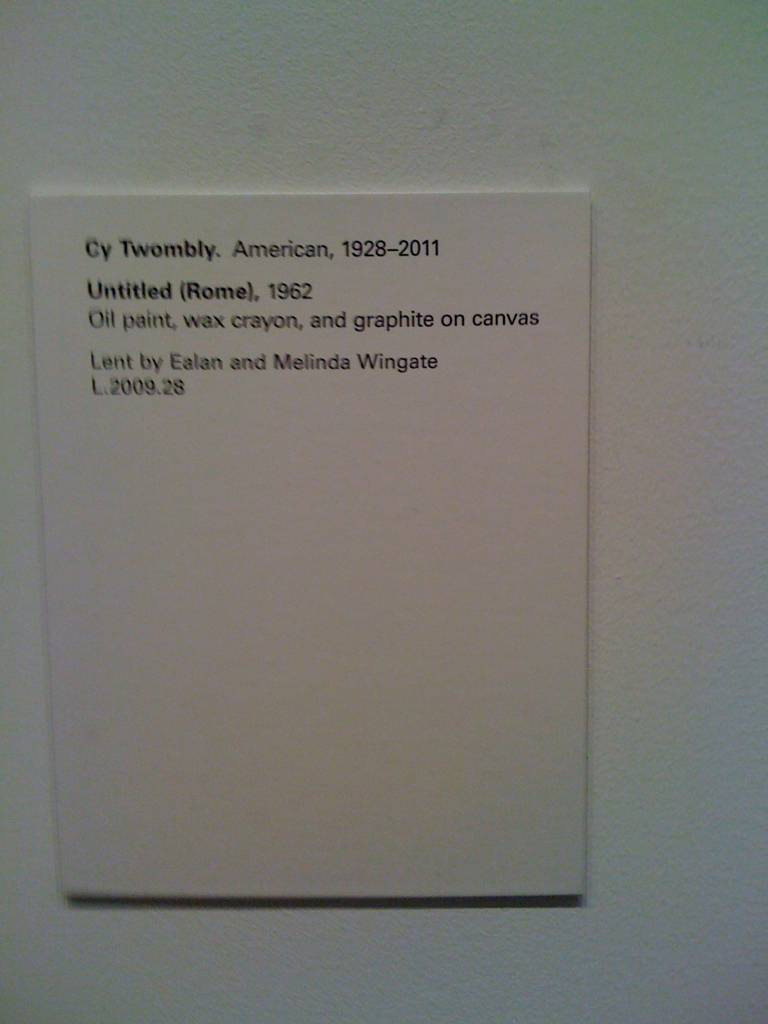 Cy Twombly. American, 1928–2011
Untitled (Rome), 1962
Oil paint, wax crayon, and graphite on canvas
Lent by Ealan and Melinda Wingate
L.2009.28